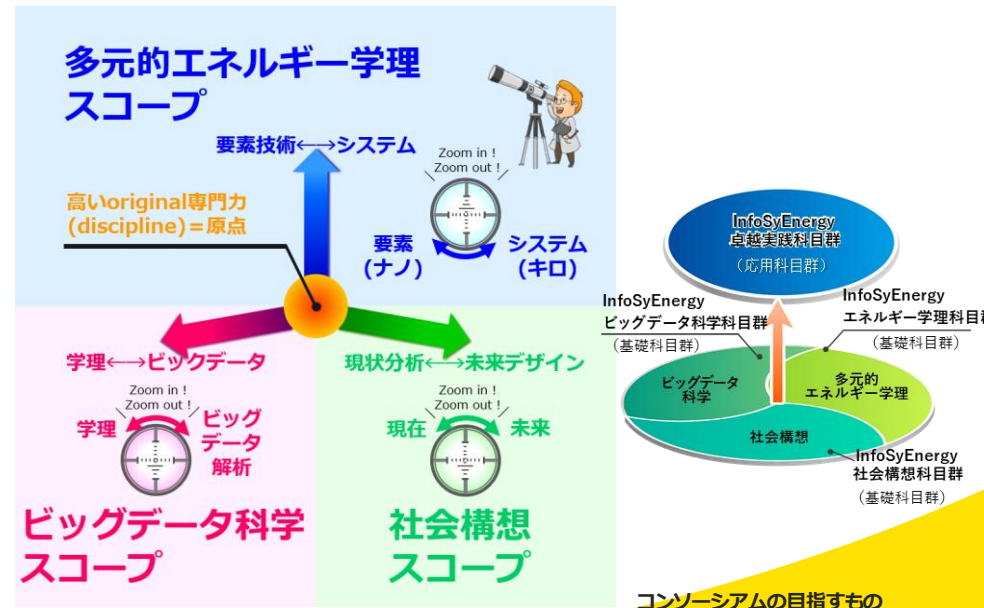 多元的エネルギー学理
スコープ
要素技術←→システム
Zoom in !
Zoom out !
高いoriginal専門力
(discipline)=原点
要素
(ナノ)
システム
(キロ)
学理←→ビックデータ
Zoom in !
Zoom out !
学理
ビッグ
データ
解析
ビッグデータ科学
スコープ
現状分析←→未来デザイン
Zoom in !
Zoom out !
現在
未来
社会構想
スコープ
InfoSyEnergy
卓越実践科目群
(応用科目群)
InfoSyEnergy
ビッグデータ科学科目群
(基礎科目群)
InfoSyEnergy
エネルギー学理科目群
(基礎科目群)
ビッグデータ
科学
多元的
エネルギー学理
社会構想
InfoSyEnergy
社会構想科目群
(基礎科目群)
コンソーシアムの目指すもの